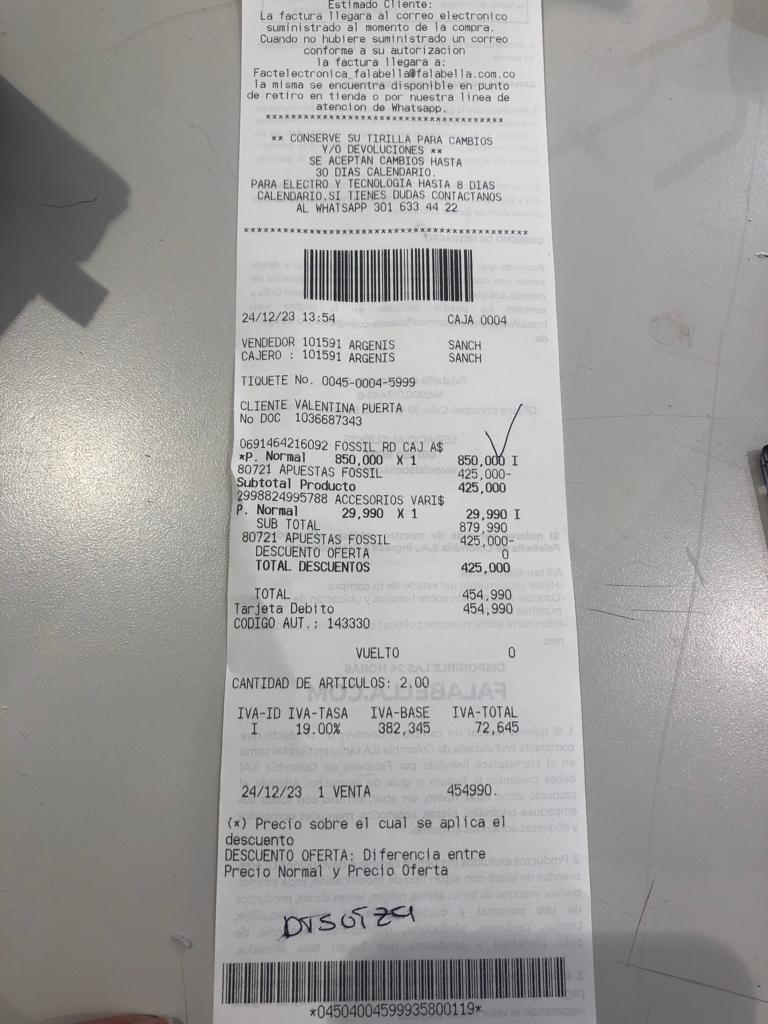 Estimado Cliente:
La factura llegara al correo electronico
suministrado al momento de la compra.
Cuando no hubiere suministrado un correo
conforme a su autorizacion
la factura llegara a:
Factelectronica_falabella@falabella.com.co
la misma se encuentra disponible en punto
de retiro en tienda o por nuestra linea de
atencion de Whatsapp.
****************************************
** CONSERVE SU TIRILLA PARA CAMBIOS
Y/O DEVOLUCIONES **
SE ACEPTAN CAMBIOS HASTA
30 DIAS CALENDARIO.
PARA ELECTRO Y TECNOLOGIA HASTA 8 DIAS
CALENDARIO.SI TIENES DUDAS CONTACTANOS
AL WHATSAPP 301 633 44 22
****************************************
24/12/23 13:54 CAJA 0004
VENDEDOR 101591 ARGENIS SANCH
CAJERO : 101591 ARGENIS SANCH
TIQUETE No. 0045-0004-5999
CLIENTE VALENTINA PUERTA
No DOC 1036687343
0691464216092 FOSSIL RD CAJ A$
*P. Normal 850,000 X 1 850,000 I
80721 APUESTAS FOSSIL 425,000-
Subtotal Producto 425,000
2998824995788 ACCESORIOS VARI$
P. Normal 29,990 X 1 29,990 I
SUB TOTAL 879,990
80721 APUESTAS FOSSIL 425,000-
DESCUENTO OFERTA 0
TOTAL DESCUENTOS 425,000
TOTAL 454,990
Tarjeta Debito 454,990
CODIGO AUT.: 143330
VUELTO 0
CANTIDAD DE ARTICULOS: 2.00
IVA-ID IVA-TASA IVA-BASE IVA-TOTAL
I 19.00% 382,345 72,645
24/12/23 1 VENTA 454990.
(*) Precio sobre el cual se aplica el
descuento
DESCUENTO OFERTA: Diferencia entre
Precio Normal y Precio Oferta
*04504004599935800119*